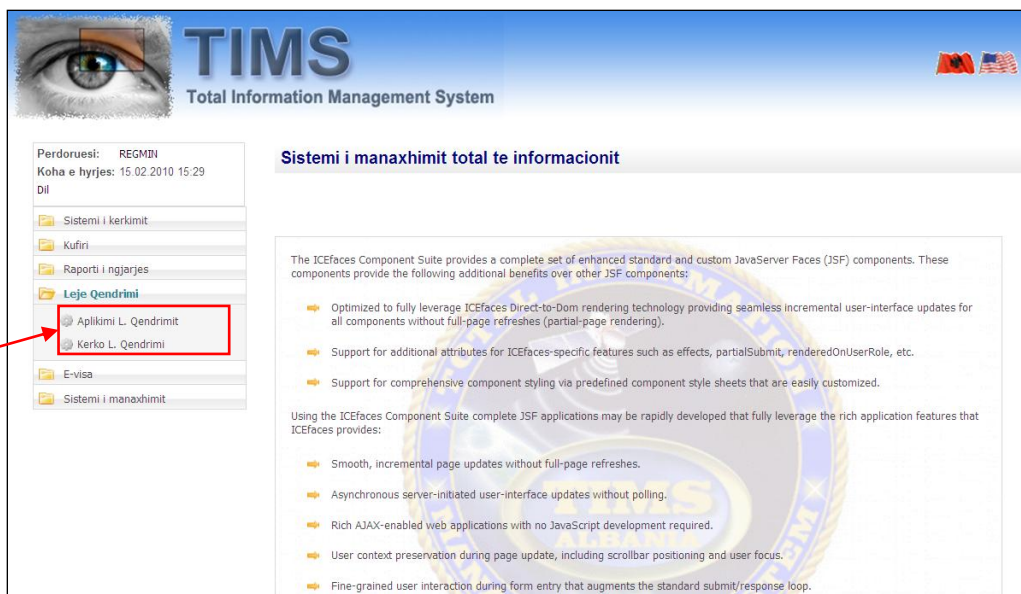 TIMS
Total Information Management System
Perdoruesi: REGMIN
Koha e hyrjes: 15.02.2010 15:29
Dil
Sistemi i kerkimit
Kufiri
Raporti i ngjarjes
Leje Qendrimi
Aplikimi L. Qendrimit
Kerko L. Qendrimi
E-visa
Sistemi i manaxhimit
Sistemi i manaxhimit total te informacionit
The ICEfaces Component Suite provides a complete set of enhanced standard and custom JavaServer Faces (JSF) components. These
components provide the following additional benefits over other JSF components:
Optimized to fully leverage ICEfaces Direct-to-Dom rendering technology providing seamless incremental user-interface updates for
all components without full-page refreshes (partial-page rendering).
Support for additional attributes for ICEfaces-specific features such as effects, partialSubmit, renderedOnUserRole, etc.
Support for comprehensive component styling via predefined component style sheets that are easily customized.
Using the ICEfaces Component Suite complete JSF applications may be rapidly developed that fully leverage the rich application features that
ICEfaces provides:
Smooth, incremental page updates without full-page refreshes.
Asynchronous server-initiated user-interface updates without polling.
Rich AJAX-enabled web applications with no JavaScript development required.
User context preservation during page update, including scrollbar positioning and user focus.
Fine-grained user interaction during form entry that augments the standard submit/response loop.
TIMS
ALBANIA